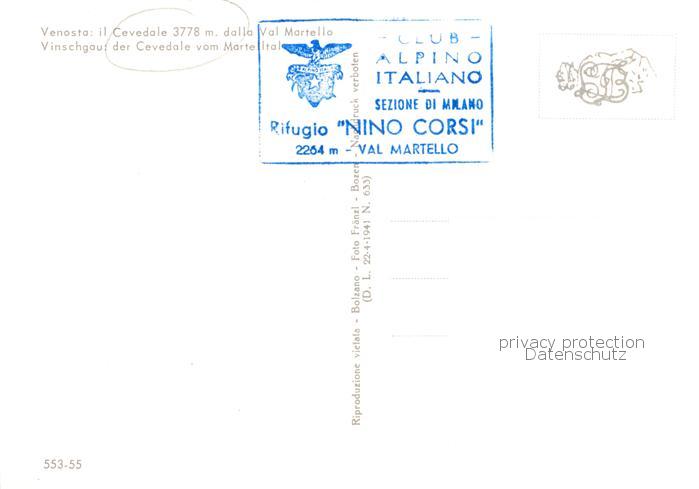 Venosta: il Cevedale 3778 m. dalla Val Martello
Vinschgau: der Cevedale vom Martelltal
- CLUB -
ALPINO
ITALIANO
SEZIONE DI MILANO
Rifugio "NINO CORSI"
2264 m - VAL MARTELLO
Riproduzione vietata - Bolzano - Foto Fränzl - Bozen - Nachdruck verboten
(D. L. 22-4-1941 N. 633)
privacy protection
Datenschutz
553-55